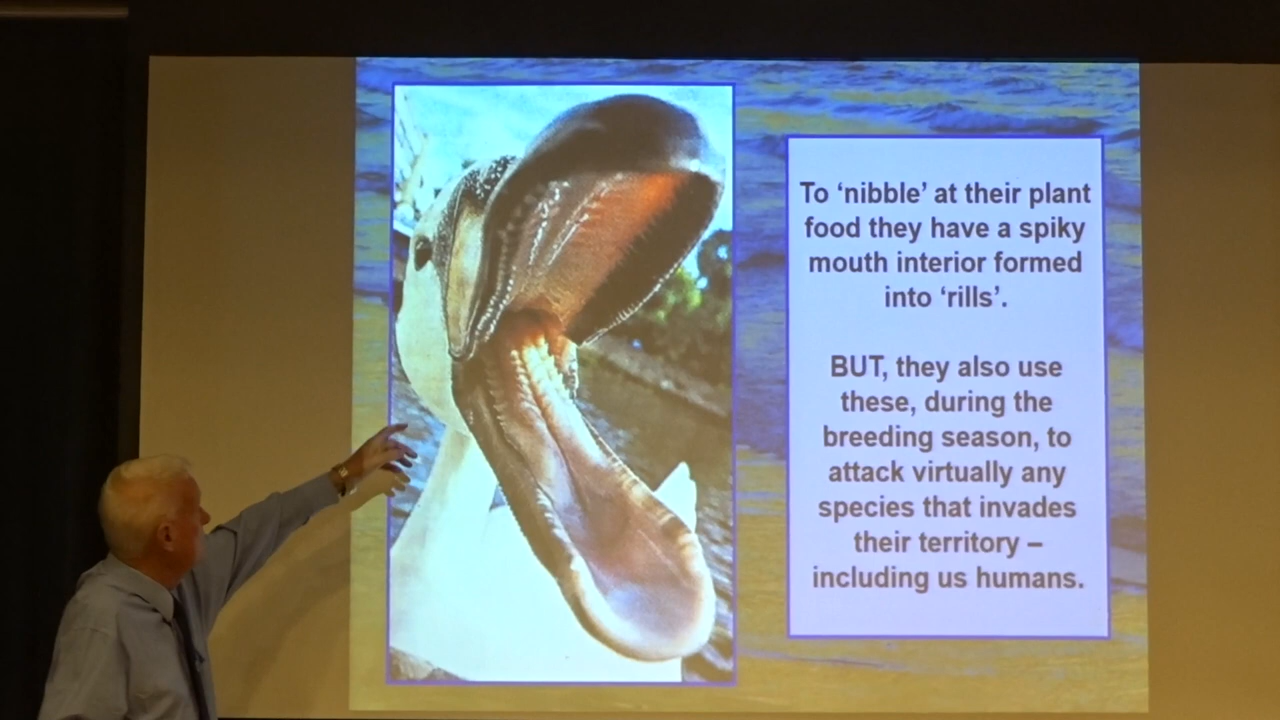 To ‘nibble’ at their plant
food they have a spiky
mouth interior formed
into ‘rills’.
BUT, they also use
these, during the
breeding season, to
attack virtually any
species that invades
their territory –
including us humans.